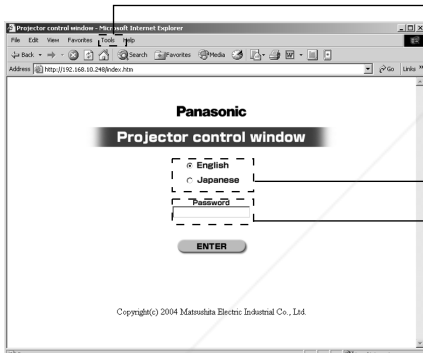 Projector control window - Microsoft Internet Explorer
File Edit View Favorites Tools Help
Back Search Favorites Media
Address http://192.168.10.248/index.htm Go Links »
Panasonic
Projector control window
English
Japanese
Password
ENTER
Copyright(c) 2004 Matsushita Electric Industrial Co., Ltd.